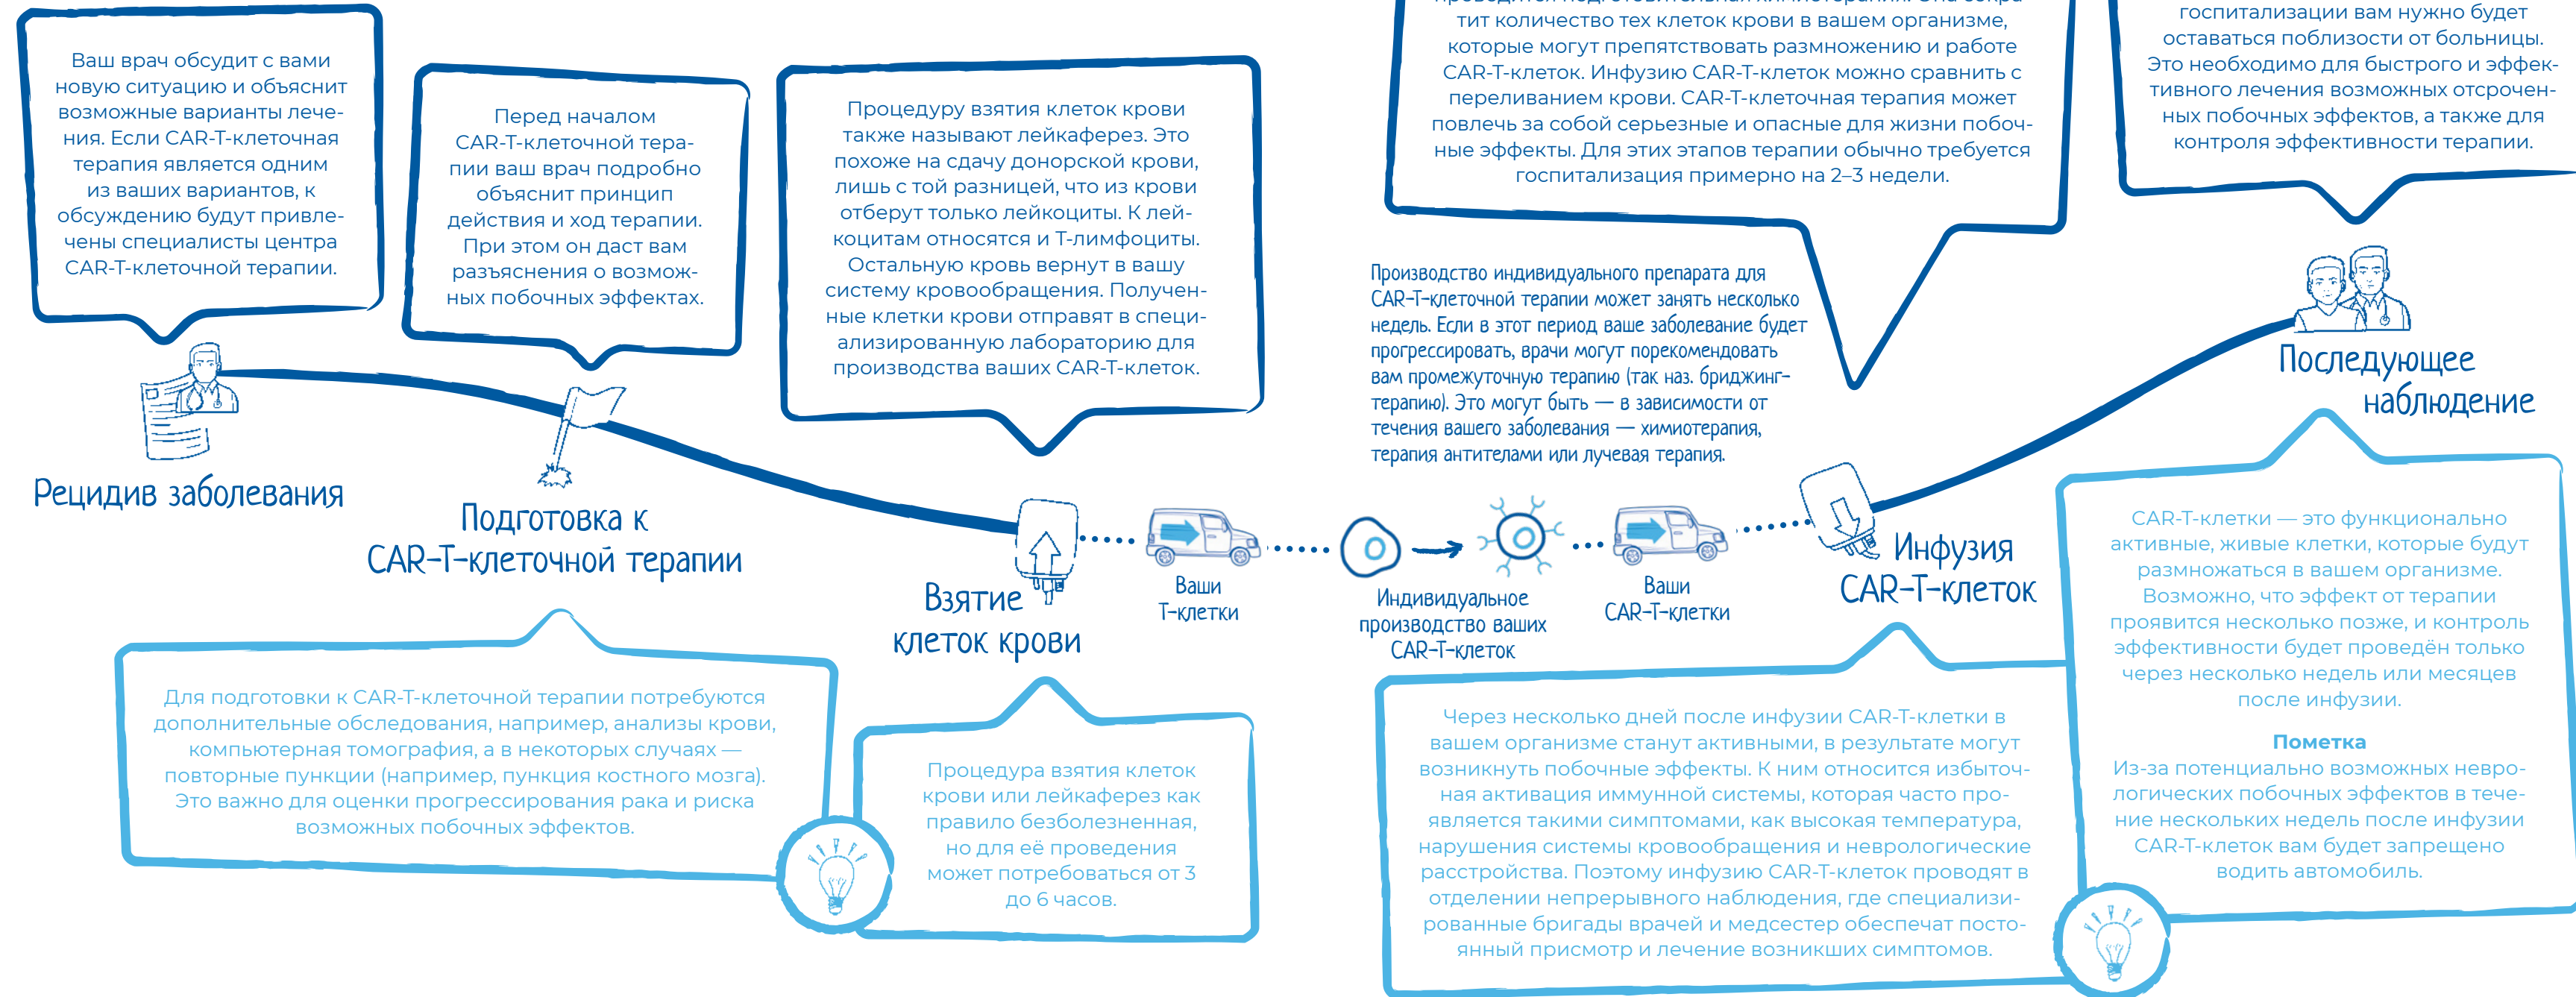 Ваш врач обсудит с вами
новую ситуацию и объяснит
возможные варианты лече-
ния. Если CAR-T-клеточная
терапия является одним
из ваших вариантов, к
обсуждению будут привле-
чены специалисты центра
CAR-T-клеточной терапии.
Рецидив заболевания
Перед началом
CAR-T-клеточной тера-
пии ваш врач подробно
объяснит принцип
действия и ход терапии.
При этом он даст вам
разъяснения о возмож-
ных побочных эффектах.
Подготовка к
CAR-T-клеточной терапии
Для подготовки к CAR-T-клеточной терапии потребуются
дополнительные обследования, например, анализы крови,
компьютерная томография, а в некоторых случаях —
повторные пункции (например, пункция костного мозга).
Это важно для оценки прогрессирования рака и риска
возможных побочных эффектов.
Процедуру взятия клеток крови
также называют лейкаферез. Это
похоже на сдачу донорской крови,
лишь с той разницей, что из крови
отберут только лейкоциты. К лей-
коцитам относятся и Т-лимфоциты.
Остальную кровь вернут в вашу
систему кровообращения. Получен-
ные клетки крови отправят в специ-
ализированную лабораторию для
производства ваших CAR-T-клеток.
Взятие
клеток крови
Процедура взятия клеток
крови или лейкаферез как
правило безболезненная,
но для её проведения
может потребоваться от 3
до 6 часов.
Ваши
Т-клетки
Индивидуальное
производство ваших
CAR-T-клеток
Ваши
CAR-T-клетки
Производство индивидуального препарата для
CAR-T-клеточной терапии может занять несколько
недель. Если в этот период ваше заболевание будет
прогрессировать, врачи могут порекомендовать
вам промежуточную терапию (так наз. бриджинг-
терапию). Это могут быть — в зависимости от
течения вашего заболевания — химиотерапия,
терапия антителами или лучевая терапия.
проводится подготовительная химиотерапия. Она сокра-
тит количество тех клеток крови в вашем организме,
которые могут препятствовать размножению и работе
CAR-T-клеток. Инфузию CAR-T-клеток можно сравнить с
переливанием крови. CAR-T-клеточная терапия может
повлечь за собой серьезные и опасные для жизни побоч-
ные эффекты. Для этих этапов терапии обычно требуется
госпитализация примерно на 2–3 недели.
Инфузия
CAR-T-клеток
Через несколько дней после инфузии CAR-T-клетки в
вашем организме станут активными, в результате могут
возникнуть побочные эффекты. К ним относится избыточ-
ная активация иммунной системы, которая часто про-
является такими симптомами, как высокая температура,
нарушения системы кровообращения и неврологические
расстройства. Поэтому инфузию CAR-T-клеток проводят в
отделении непрерывного наблюдения, где специализи-
рованные бригады врачей и медсестер обеспечат посто-
янный присмотр и лечение возникших симптомов.
госпитализации вам нужно будет
оставаться поблизости от больницы.
Это необходимо для быстрого и эффек-
тивного лечения возможных отсрочен-
ных побочных эффектов, а также для
контроля эффективности терапии.
Последующее
наблюдение
CAR-T-клетки — это функционально
активные, живые клетки, которые будут
размножаться в вашем организме.
Возможно, что эффект от терапии
проявится несколько позже, и контроль
эффективности будет проведён только
через несколько недель или месяцев
после инфузии.
Пометка
Из-за потенциально возможных невро-
логических побочных эффектов в тече-
ние нескольких недель после инфузии
CAR-T-клеток вам будет запрещено
водить автомобиль.